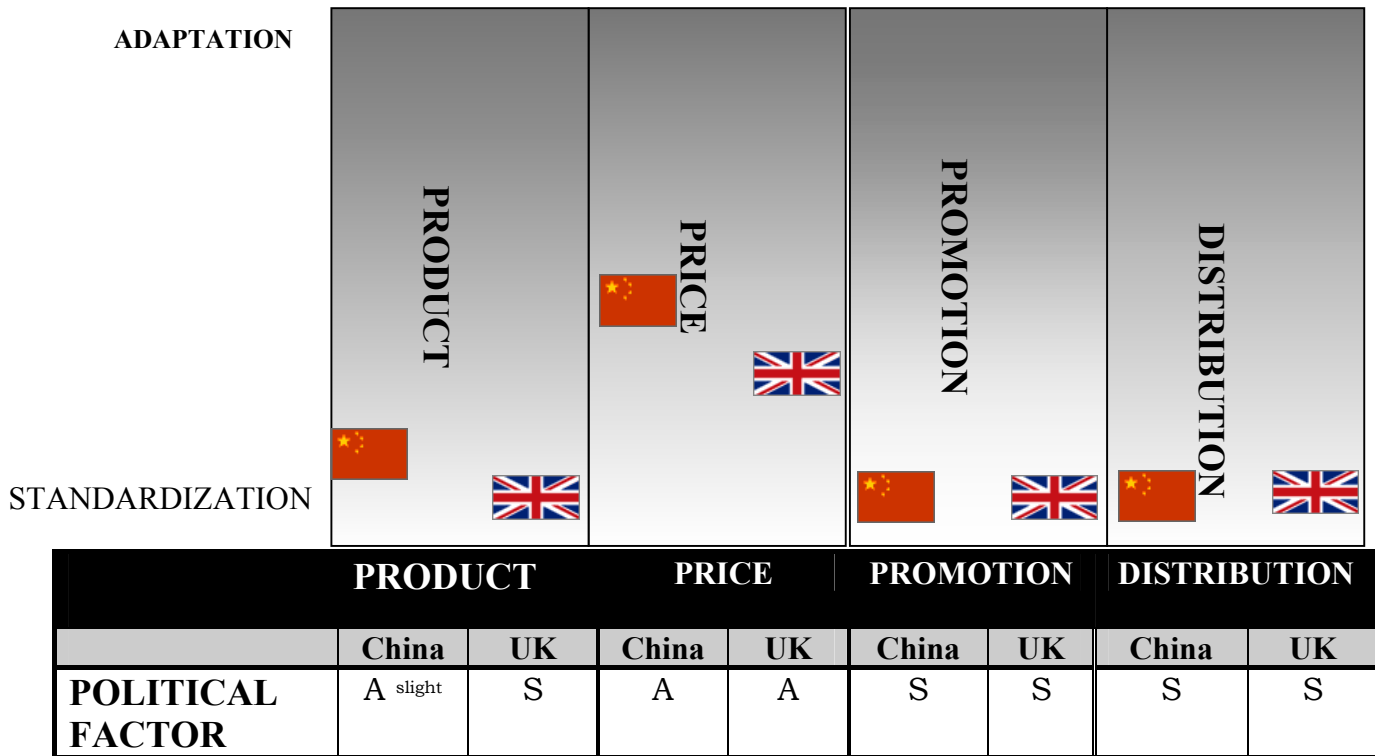 ADAPTATION
PRODUCT
PRICE
PROMOTION
DISTRIBUTION
STANDARDIZATION
PRODUCT PRICE PROMOTION DISTRIBUTION
China UK China UK China UK China UK
POLITICAL FACTOR A slight S A A S S S S